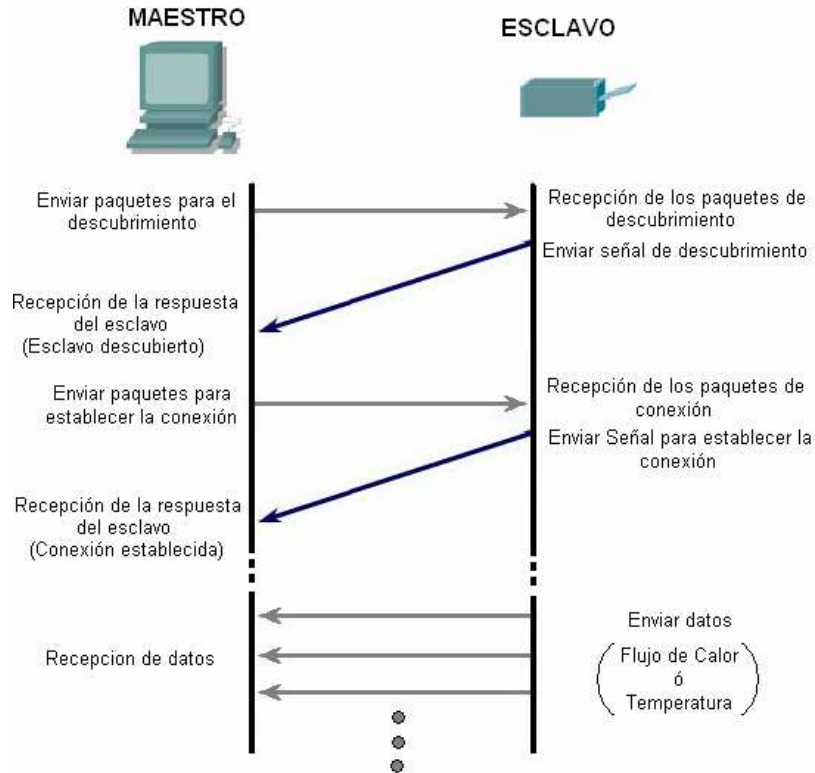 MAESTRO
ESCLAVO
Enviar paquetes para el
descubrimiento
Recepción de los paquetes de
descubrimiento
Enviar señal de descubrimiento
Recepción de la respuesta
del esclavo
(Esclavo descubierto)
Enviar paquetes para
establecer la conexión
Recepción de los paquetes de
conexión
Enviar Señal para establecer la
conexión
Recepción de la respuesta
del esclavo
(Conexión establecida)
Enviar datos
Recepcion de datos
( Flujo de Calor
ó
Temperatura )